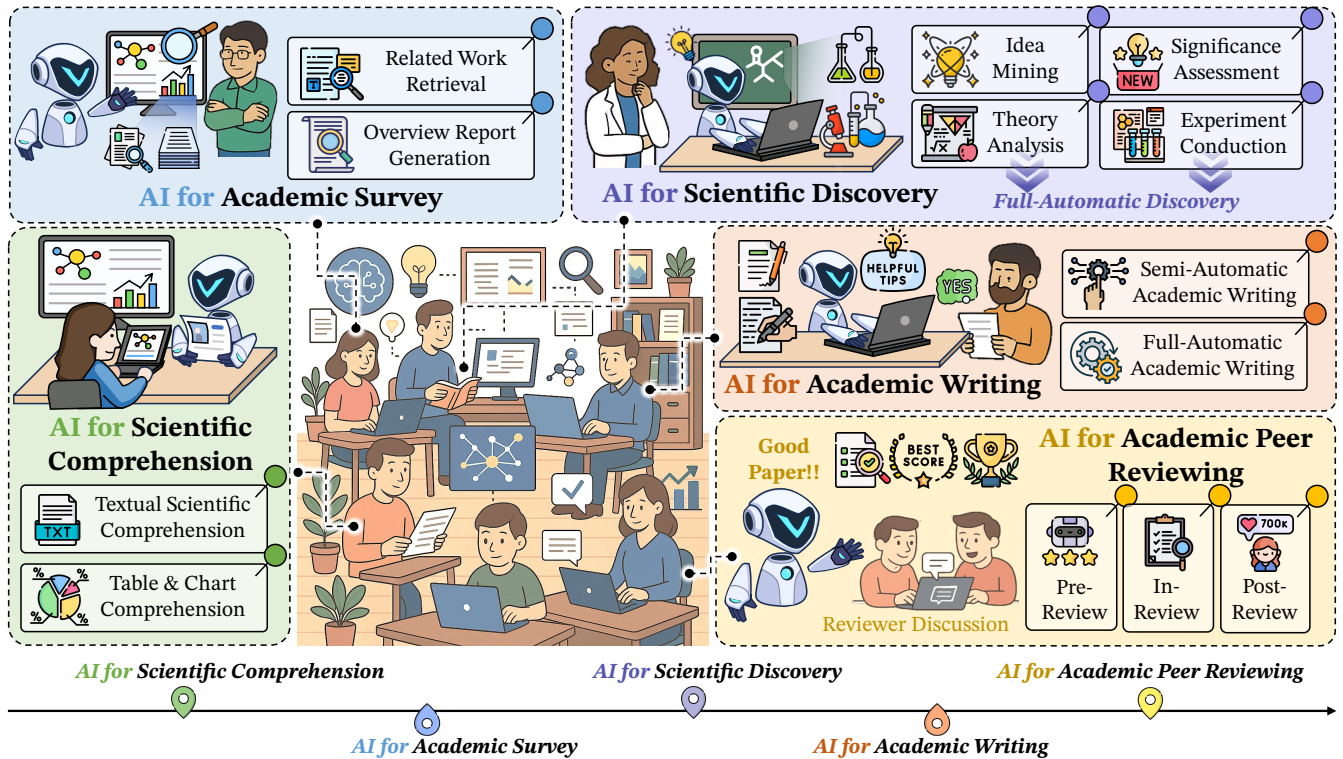 Related Work
Retrieval
Overview Report
Generation
AI for Academic Survey
Idea
Mining
NEW
Significance
Assessment
√X
Theory
Analysis
Experiment
Conduction
AI for Scientific Discovery
Full-Automatic Discovery
AI for Scientific
Comprehension
TXT
Textual Scientific
Comprehension
%
%
%
%
Table & Chart
Comprehension
HELPFUL
TIPS
YES!
Semi-Automatic
Academic Writing
Full-Automatic
Academic Writing
AI for Academic Writing
Good
Paper!!
BEST
SCORE
AI for Academic Peer
Reviewing
Reviewer Discussion
Pre-
Review
In-
Review
700K
Post-
Review
AI for Scientific Comprehension
AI for Academic Survey
AI for Scientific Discovery
AI for Academic Writing
AI for Academic Peer Reviewing